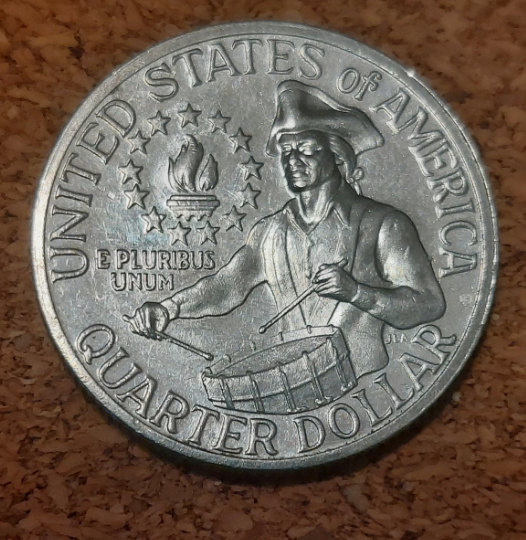 UNITED STATES of AMERICA
E PLURIBUS
UNUM
JLA
QUARTER DOLLAR